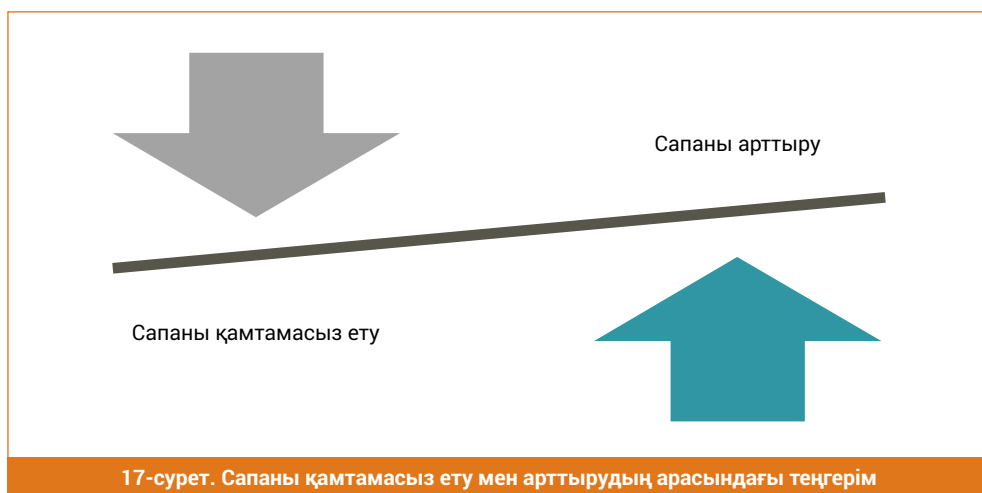 Сапаны арттыру
Сапаны қамтамасыз ету
17-сурет. Сапаны қамтамасыз ету мен арттырудың арасындағы теңгерім